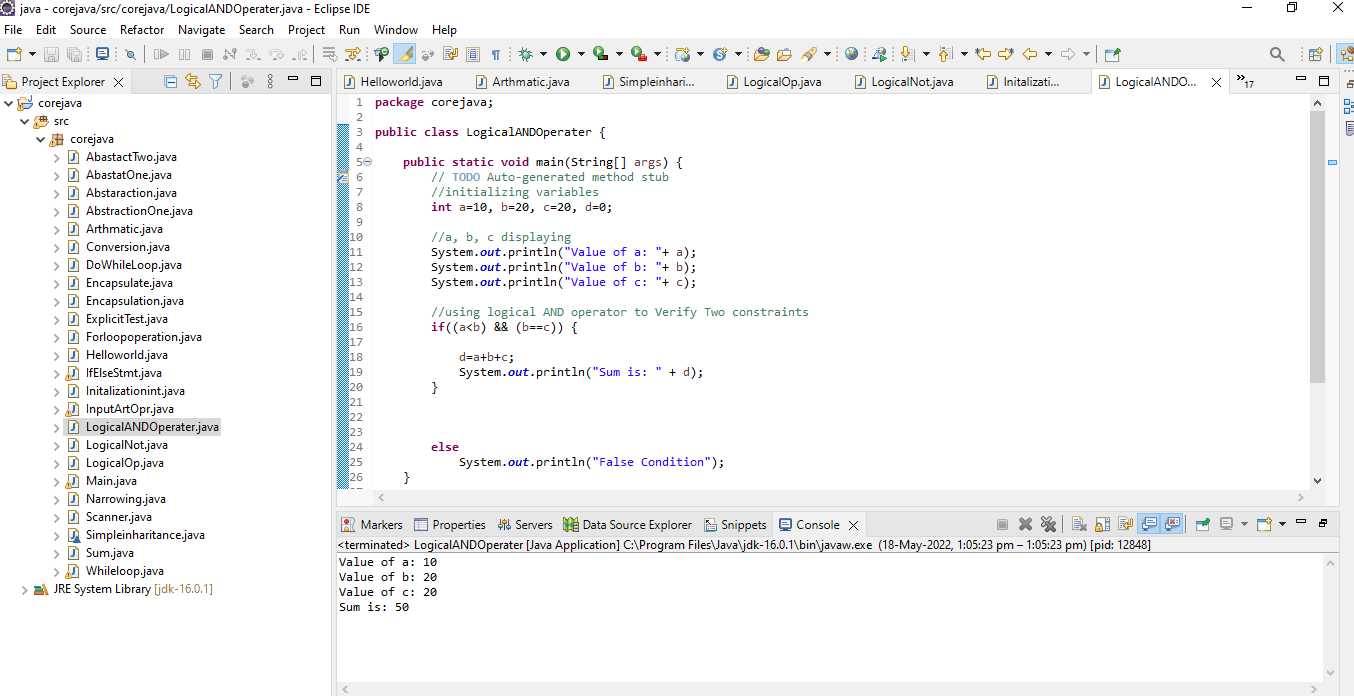 java - corejava/src/corejava/LogicalANDOperater.java - Eclipse IDE
File Edit Source Refactor Navigate Search Project Run Window Help
Project Explorer
corejava
src
corejava
AbastactTwo.java
AbastatOne.java
Abstaraction.java
AbstractionOne.java
Arthmatic.java
Conversion.java
DoWhileLoop.java
Encapsulate.java
Encapsulation.java
ExplicitTest.java
Forloopoperation.java
Helloworld.java
IfElseStmt.java
Initalizationint.java
InputArtOpr.java
LogicalANDOperater.java
LogicalNot.java
LogicalOp.java
Main.java
Narrowing.java
Scanner.java
Simpleinharitance.java
Sum.java
Whileloop.java
JRE System Library [jdk-16.0.1]
Helloworld.java Arthmatic.java Simpleinhari... LogicalOp.java LogicalNot.java Initalizati... LogicalANDO... »17
1 package corejava;
2
3 public class LogicalANDOperater {
4
5 public static void main(String[] args) {
6 // TODO Auto-generated method stub
7 //initializing variables
8 int a=10, b=20, c=20, d=0;
9
10 //a, b, c displaying
11 System.out.println("Value of a: "+ a);
12 System.out.println("Value of b: "+ b);
13 System.out.println("Value of c: "+ c);
14
15 //using logical AND operator to Verify Two constraints
16 if((a<b) && (b==c)) {
17
18 d=a+b+c;
19 System.out.println("Sum is: " + d);
20 }
21
22
23
24 else
25 System.out.println("False Condition");
26 }
Markers Properties Servers Data Source Explorer Snippets Console
<terminated> LogicalANDOperater [Java Application] C:\Program Files\Java\jdk-16.0.1\bin\javaw.exe (18-May-2022, 1:05:23 pm – 1:05:23 pm) [pid: 12848]
Value of a: 10
Value of b: 20
Value of c: 20
Sum is: 50